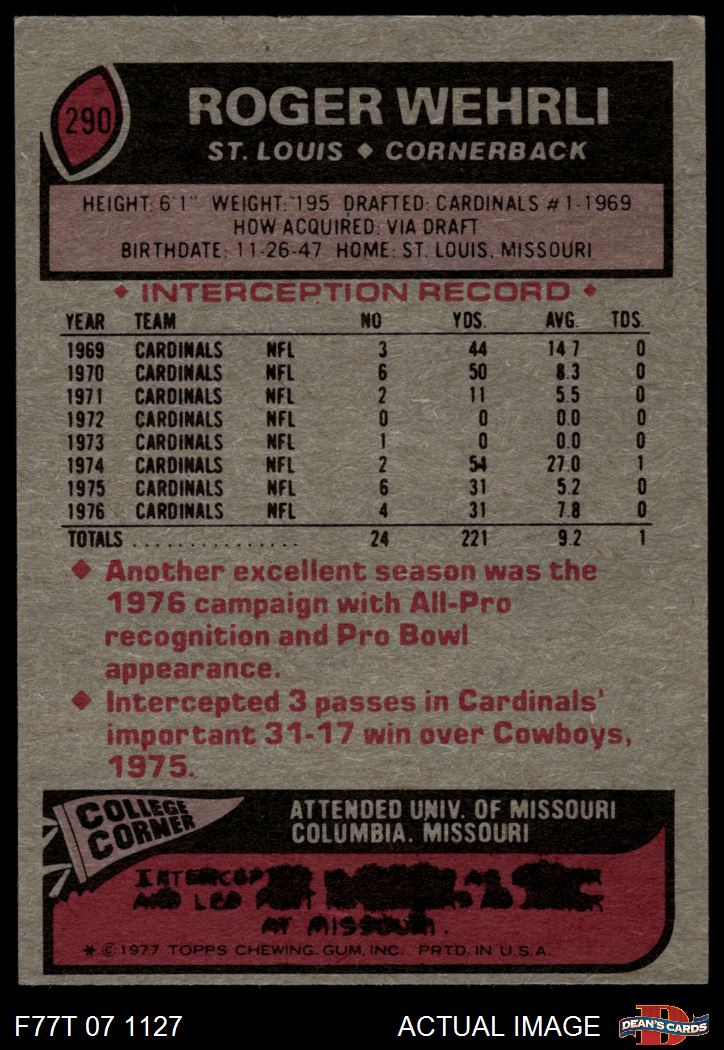 290
ROGER WEHRLI
ST. LOUIS ◆ CORNERBACK
HEIGHT: 6'1" WEIGHT: 195 DRAFTED: CARDINALS #1-1969
HOW ACQUIRED: VIA DRAFT
BIRTHDATE: 11-26-47 HOME: ST. LOUIS, MISSOURI
◆ INTERCEPTION RECORD ◆
YEAR TEAM NO YDS. AVG. TDS.
1969 CARDINALS NFL 3 44 14.7 0
1970 CARDINALS NFL 6 50 8.3 0
1971 CARDINALS NFL 2 11 5.5 0
1972 CARDINALS NFL 0 0 0.0 0
1973 CARDINALS NFL 1 0 0.0 0
1974 CARDINALS NFL 2 54 27.0 1
1975 CARDINALS NFL 6 31 5.2 0
1976 CARDINALS NFL 4 31 7.8 0
TOTALS ................ 24 221 9.2 1
◆ Another excellent season was the
1976 campaign with All-Pro
recognition and Pro Bowl
appearance.
◆ Intercepted 3 passes in Cardinals'
important 31-17 win over Cowboys,
1975.
COLLEGE
CORNER
ATTENDED UNIV. OF MISSOURI
COLUMBIA, MISSOURI
AS
AND LED AS
AT MISSOURI.
* © 1977 TOPPS CHEWING GUM, INC. PRTD. IN U.S.A.
F77T 07 1127 ACTUAL IMAGE
D
DEAN'S CARDS